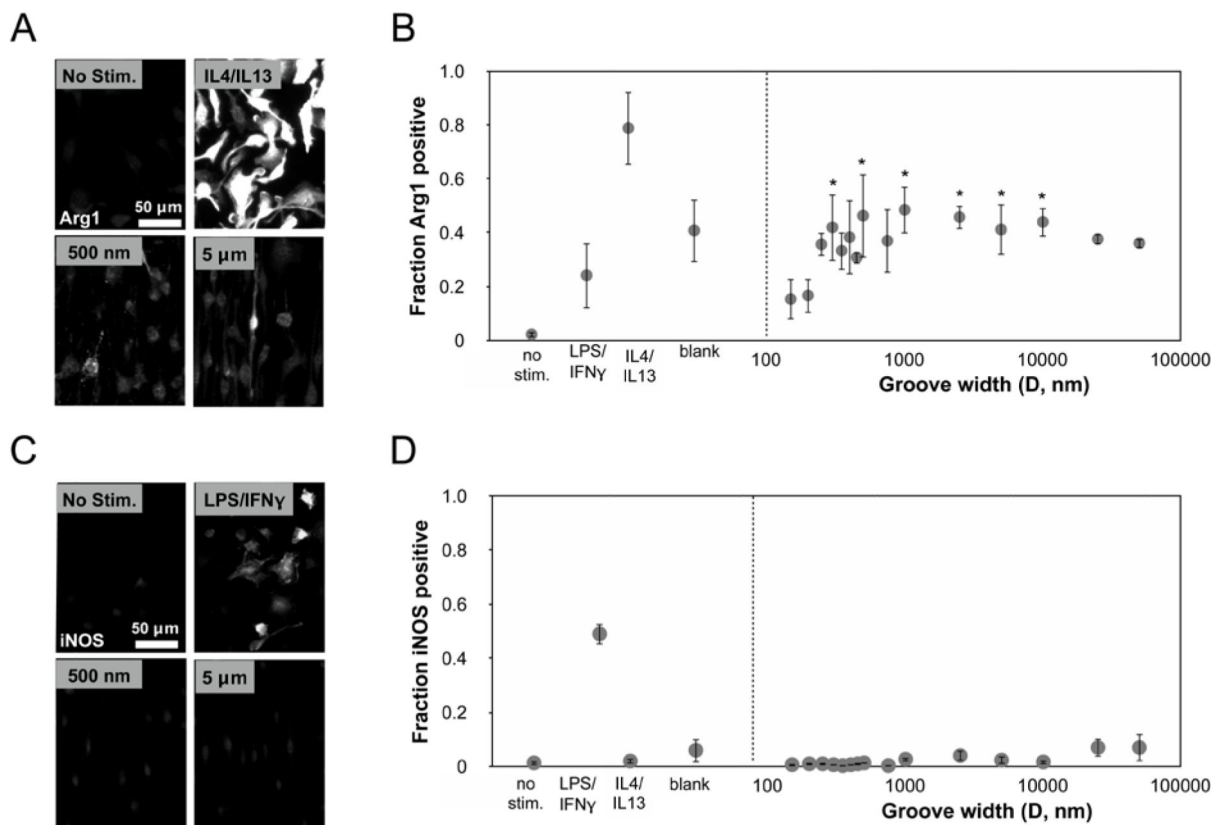 A
No Stim.
IL4/IL13
Arg1
50 µm
500 nm
5 µm
B
Fraction Arg1 positive
1.0
0.8
0.6
0.4
0.2
0
* * * * * *
no stim.
LPS/ IFNγ
IL4/ IL13
blank
100
1000
10000
100000
Groove width (D, nm)
C
No Stim.
LPS/IFNγ
iNOS
50 µm
500 nm
5 µm
D
Fraction iNOS positive
1.0
0.8
0.6
0.4
0.2
0
no stim.
LPS/ IFNγ
IL4/ IL13
blank
100
1000
10000
100000
Groove width (D, nm)